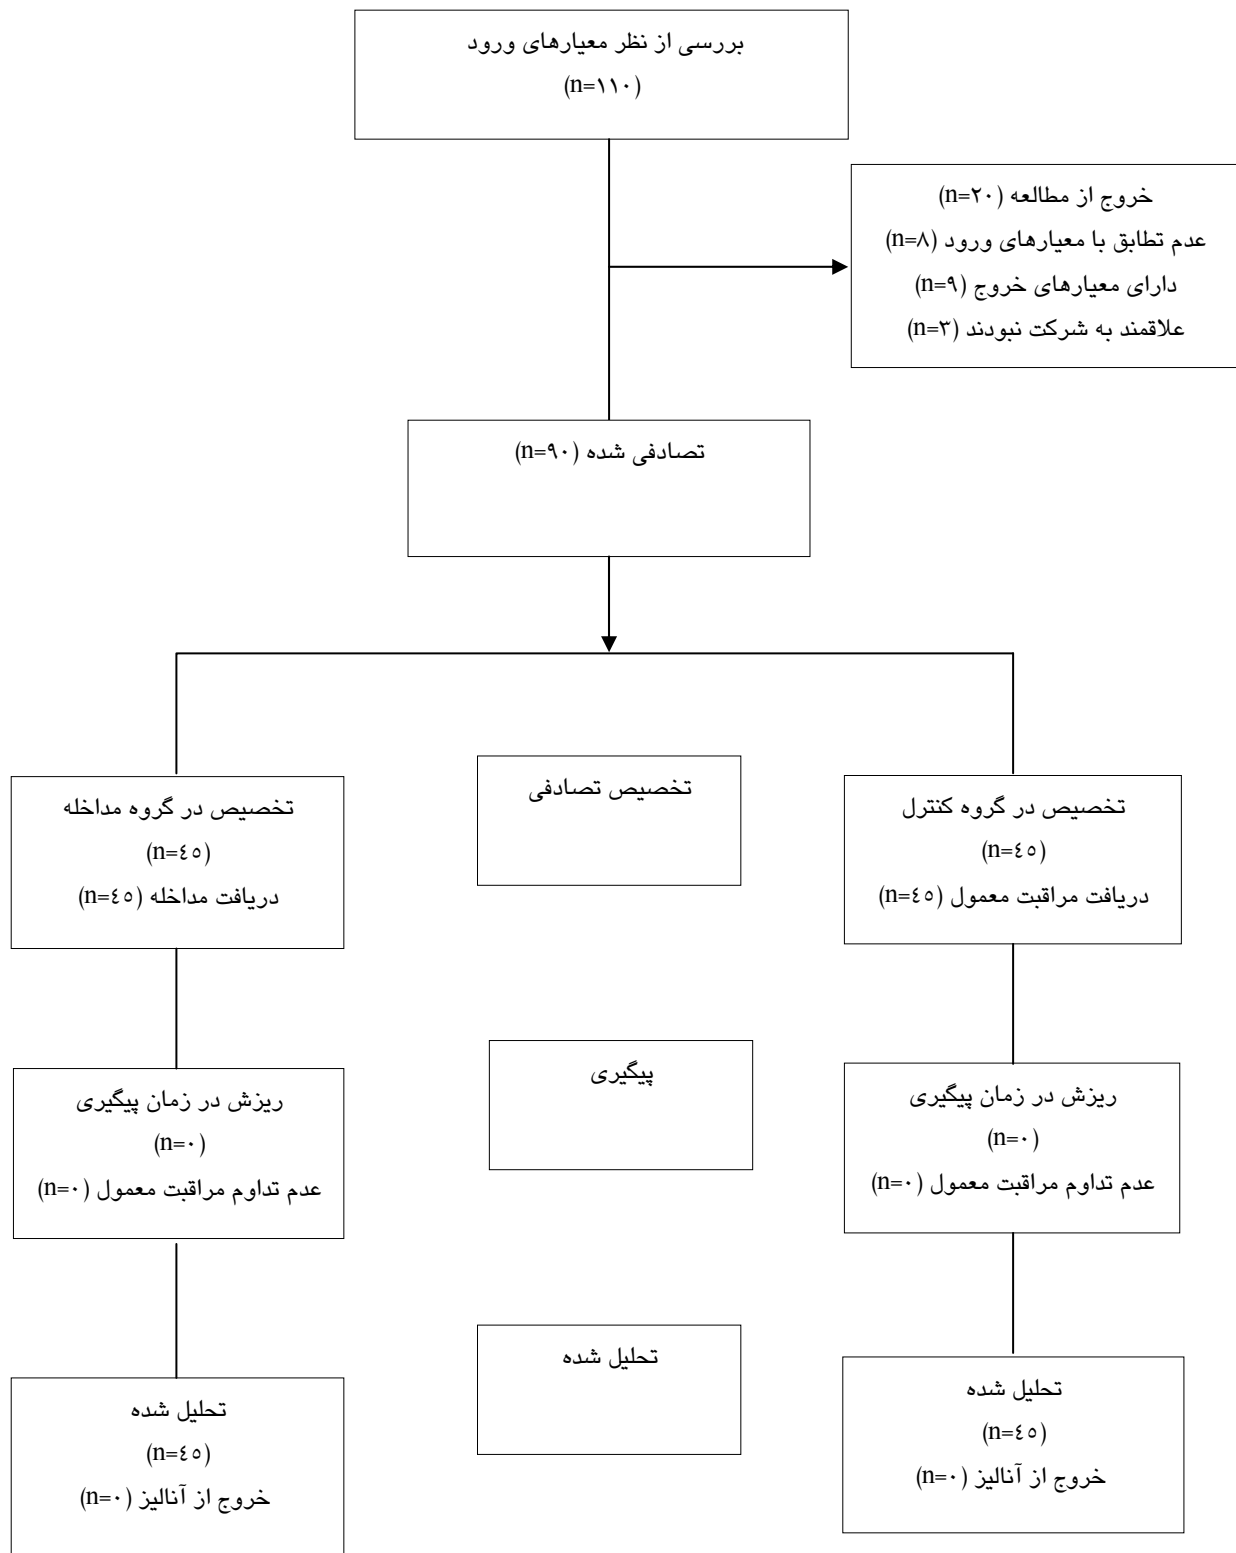 بررسی از نظر معیارهای ورود
(n=۱۱۰)
خروج از مطالعه (n=۲۰)
عدم تطابق با معیارهای ورود (n=۸)
دارای معیارهای خروج (n=۹)
علاقمند به شرکت نبودند (n=۳)
تصادفی شده (n=۹۰)
تخصیص در گروه کنترل
(n=٤٥)
دریافت مراقبت معمول (n=٤٥)
تخصیص تصادفی
تخصیص در گروه مداخله
(n=٤٥)
دریافت مداخله (n=٤٥)
ریزش در زمان پیگیری
(n=۰)
عدم تداوم مراقبت معمول (n=۰)
پیگیری
ریزش در زمان پیگیری
(n=۰)
عدم تداوم مراقبت معمول (n=۰)
تحلیل شده
(n=٤٥)
خروج از آنالیز (n=۰)
تحلیل شده
تحلیل شده
(n=٤٥)
خروج از آنالیز (n=۰)